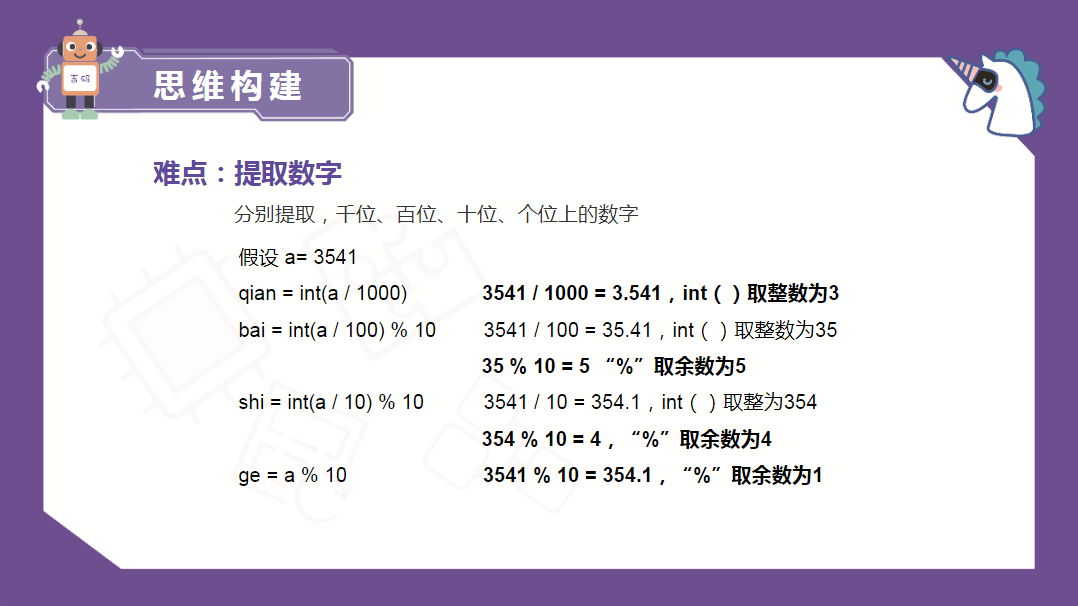 吉码
思维构建
难点：提取数字
分别提取，千位、百位、十位、个位上的数字
假设 a= 3541
qian = int(a / 1000) 3541 / 1000 = 3.541，int（ ）取整数为3
bai = int(a / 100) % 10 3541 / 100 = 35.41，int（ ）取整数为35
35 % 10 = 5 “%”取余数为5
shi = int(a / 10) % 10 3541 / 10 = 354.1，int（ ）取整为354
354 % 10 = 4 ，“%”取余数为4
ge = a % 10 3541 % 10 = 354.1 ，“%”取余数为1